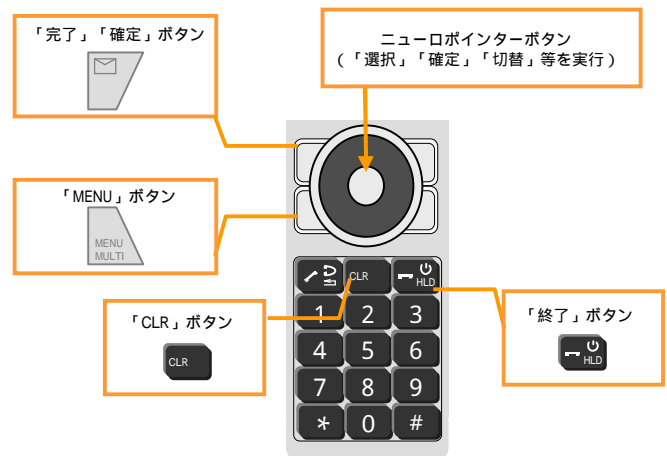 「完了」「確定」ボタン
ニューロポインターボタン
(「選択」「確定」「切替」等を実行)
「MENU」ボタン
MENU
MULTI
CLR
HLD
1 2 3
4 5 6
7 8 9
* 0 #
「CLR」ボタン
CLR
「終了」ボタン
HLD